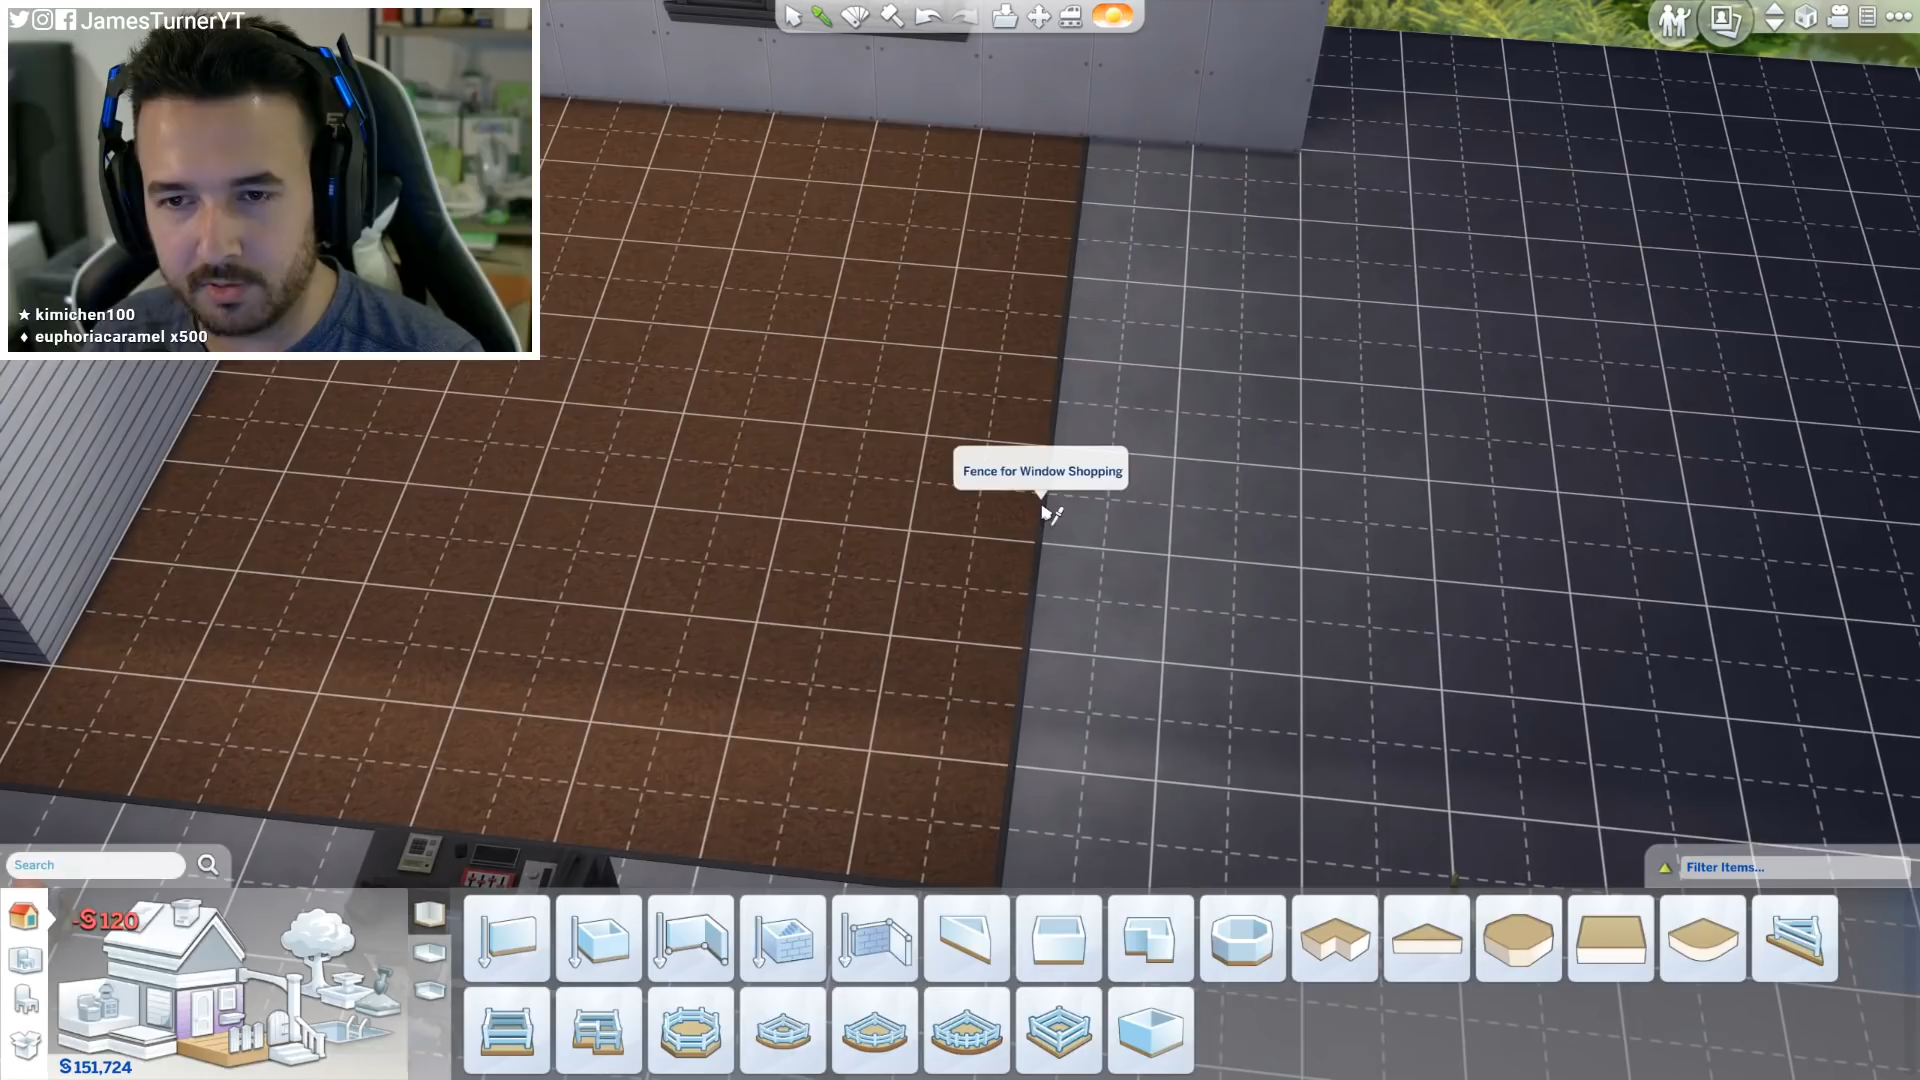 JamesTurnerYT
★ kimichen100
♦ euphoriacaramel x500
Fence for Window Shopping
Search
Filter Items...
-§120
§151,724